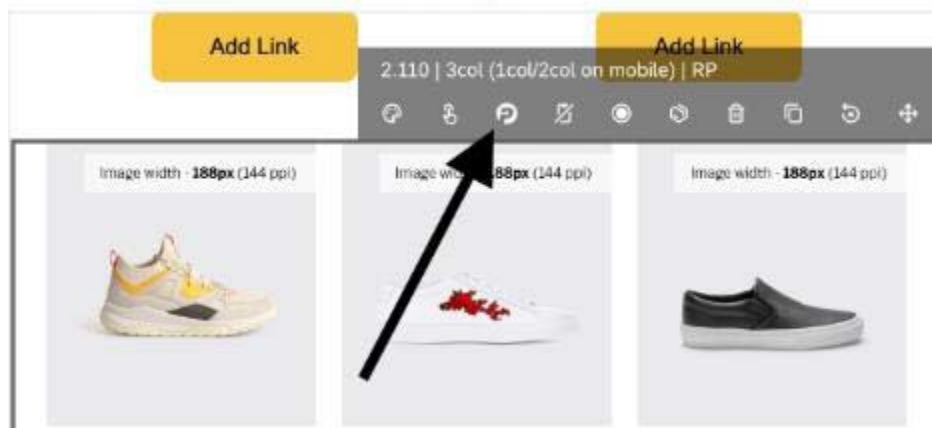 Add Link
Add Link
2.110 | 3col (1col/2col on mobile) | RP
Image width - 188px (144 ppi)
Image 88px (144 ppi)
Image width - 188px (144 ppi)